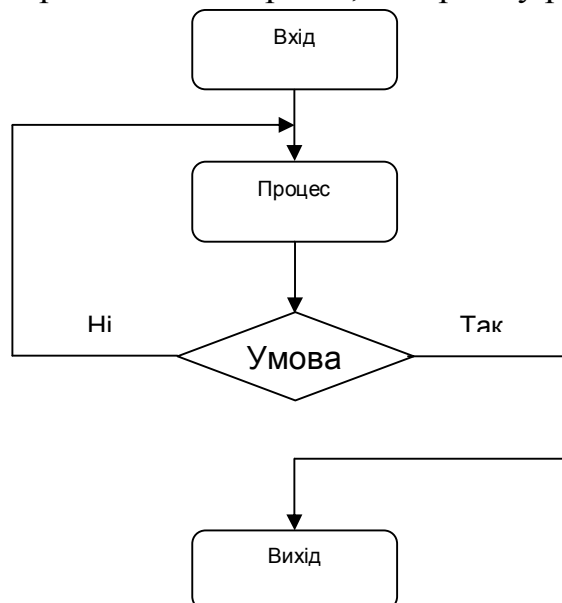 Вхід
Процес
Ні
Так
Умова
Вихід